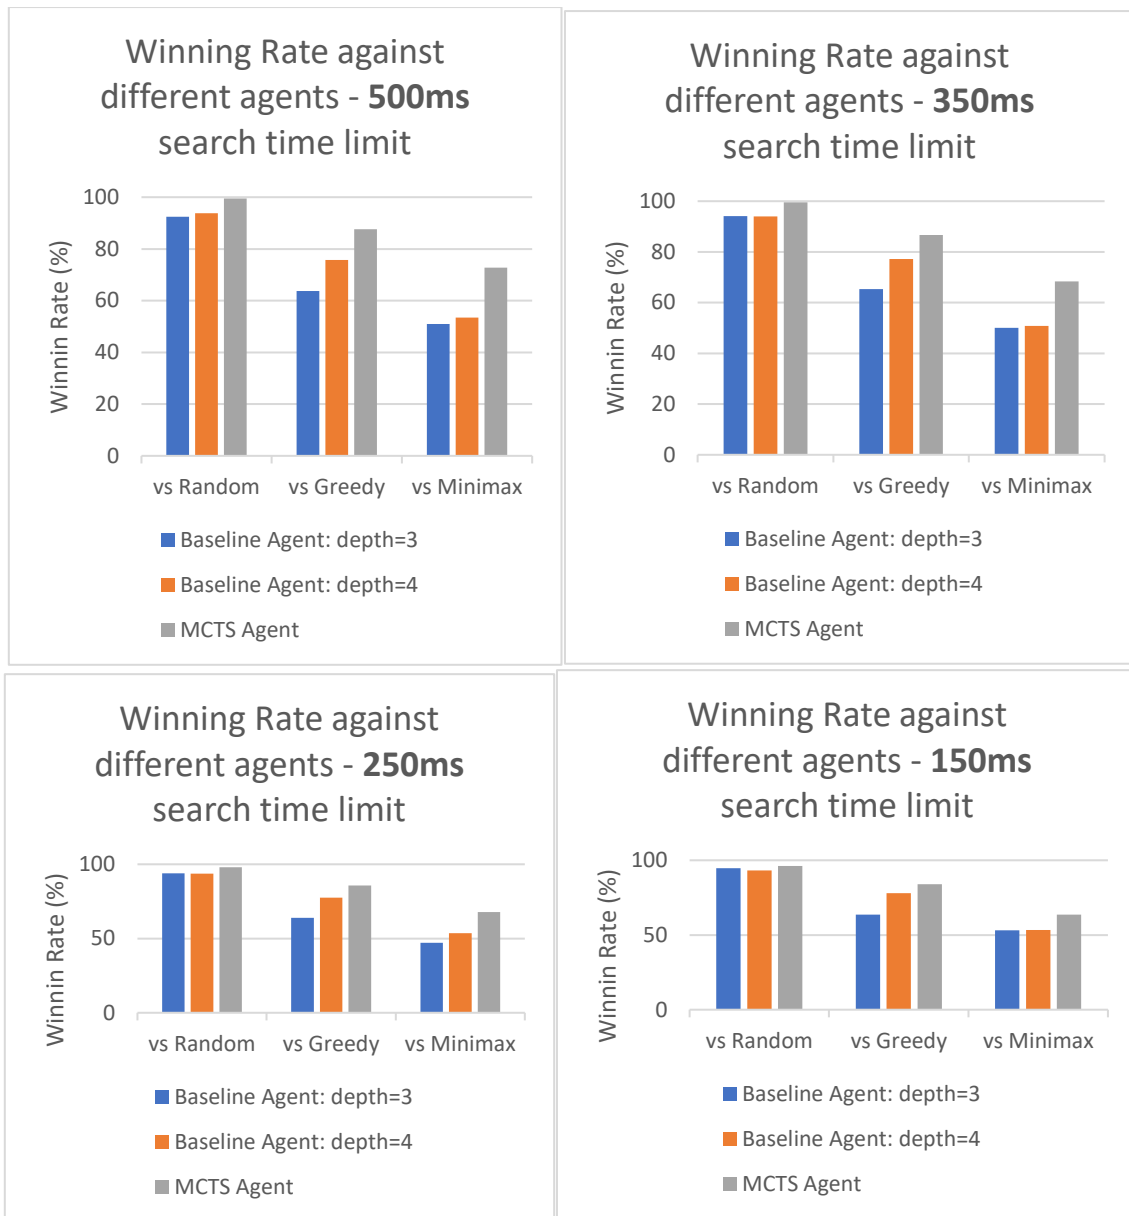 Winning Rate against
different agents - 500ms
search time limit
Winnin Rate (%)
100
80
60
40
20
0
vs Random
vs Greedy
vs Minimax
Baseline Agent: depth=3
Baseline Agent: depth=4
MCTS Agent
Winning Rate against
different agents - 350ms
search time limit
Winnin Rate (%)
100
80
60
40
20
0
vs Random
vs Greedy
vs Minimax
Baseline Agent: depth=3
Baseline Agent: depth=4
MCTS Agent
Winning Rate against
different agents - 250ms
search time limit
Winnin Rate (%)
100
50
0
vs Random
vs Greedy
vs Minimax
Baseline Agent: depth=3
Baseline Agent: depth=4
MCTS Agent
Winning Rate against
different agents - 150ms
search time limit
Winnin Rate (%)
100
50
0
vs Random
vs Greedy
vs Minimax
Baseline Agent: depth=3
Baseline Agent: depth=4
MCTS Agent